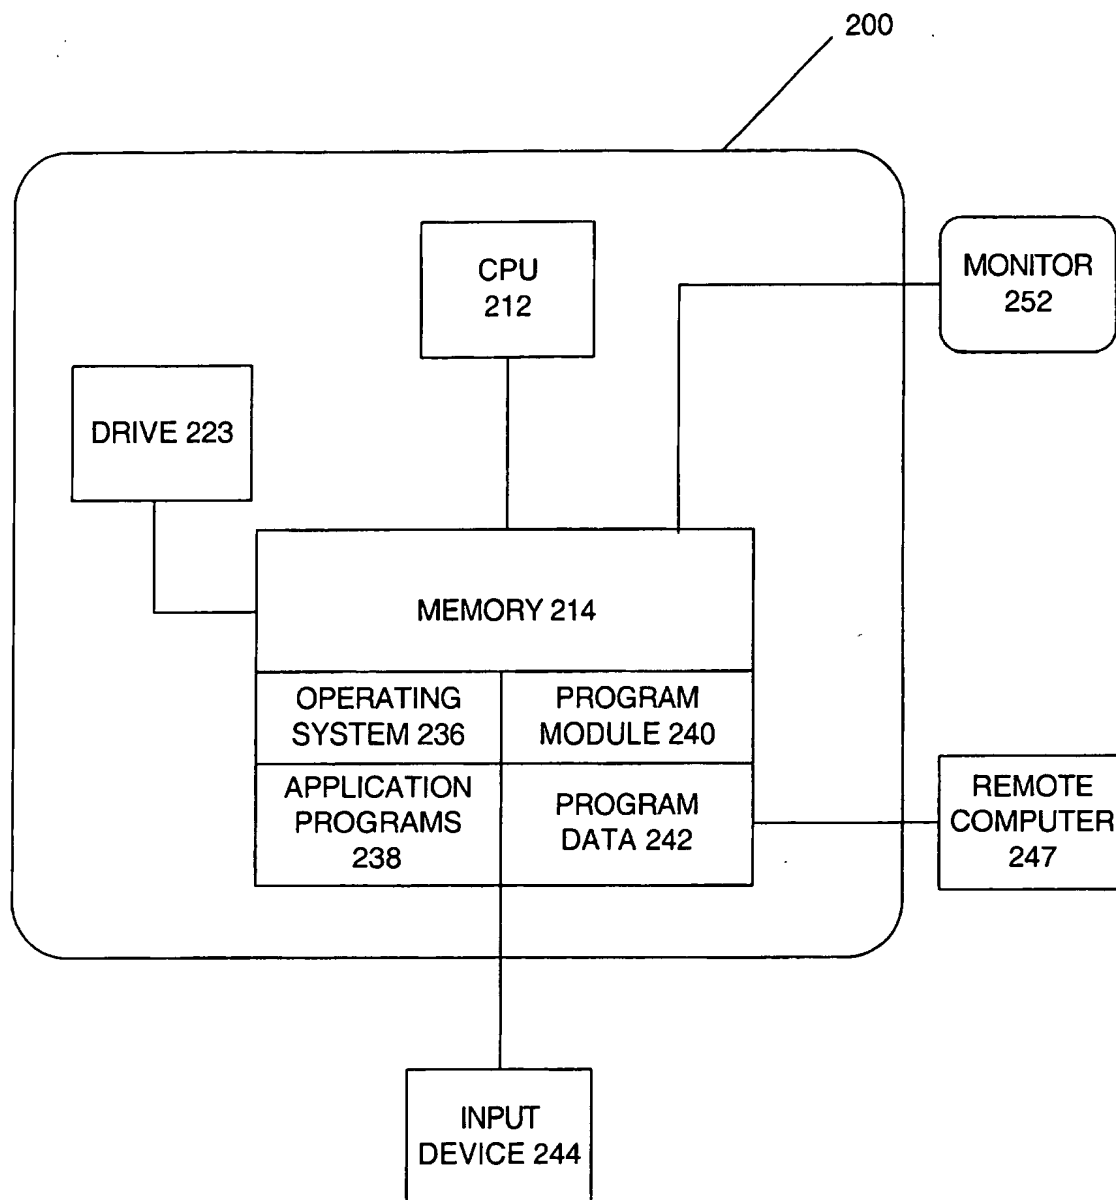 200
CPU
212
MONITOR
252
DRIVE 223
MEMORY 214
OPERATING
SYSTEM 236
PROGRAM
MODULE 240
APPLICATION
PROGRAMS
238
PROGRAM
DATA 242
REMOTE
COMPUTER
247
INPUT
DEVICE 244